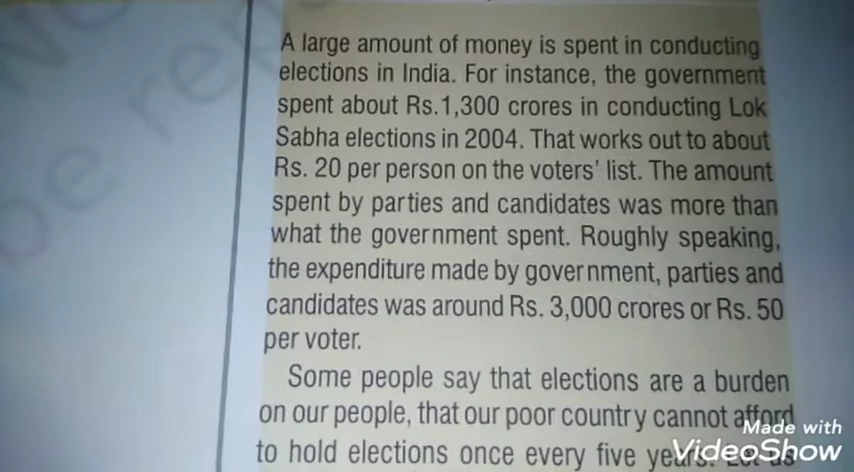 be rep
A large amount of money is spent in conducting
elections in India. For instance, the government
spent about Rs.1,300 crores in conducting Lok
Sabha elections in 2004. That works out to about
Rs. 20 per person on the voters' list. The amount
spent by parties and candidates was more than
what the government spent. Roughly speaking,
the expenditure made by government, parties and
candidates was around Rs. 3,000 crores or Rs. 50
per voter.
Some people say that elections are a burden
on our people, that our poor country cannot afford
to hold elections once every five years.
Made with
VideoShow